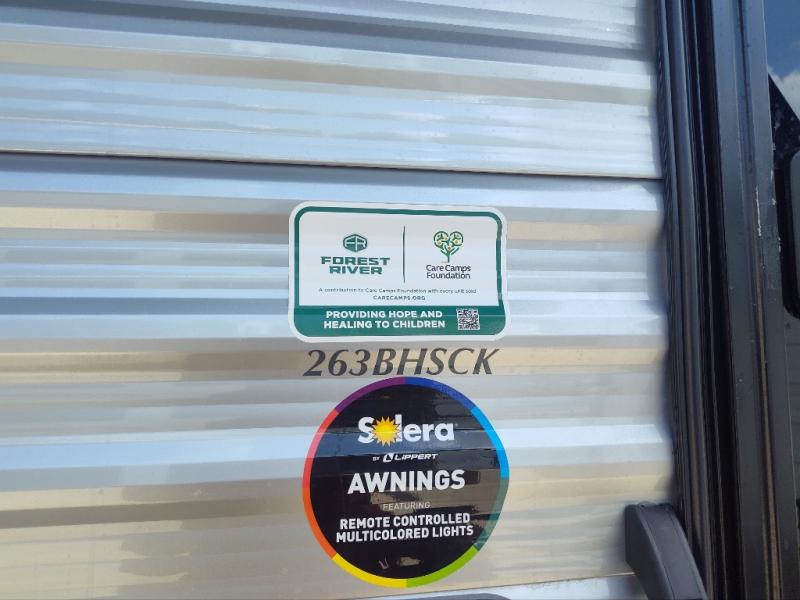 FR
FOREST
RIVER
Care Camps
Foundation
A contribution to Care Camps Foundation with every unit sold
CARECAMPS.ORG
PROVIDING HOPE AND
HEALING TO CHILDREN
263BHSCK
Solera
BY LIPPERT
AWNINGS
FEATURING
REMOTE CONTROLLED
MULTICOLORED LIGHTS